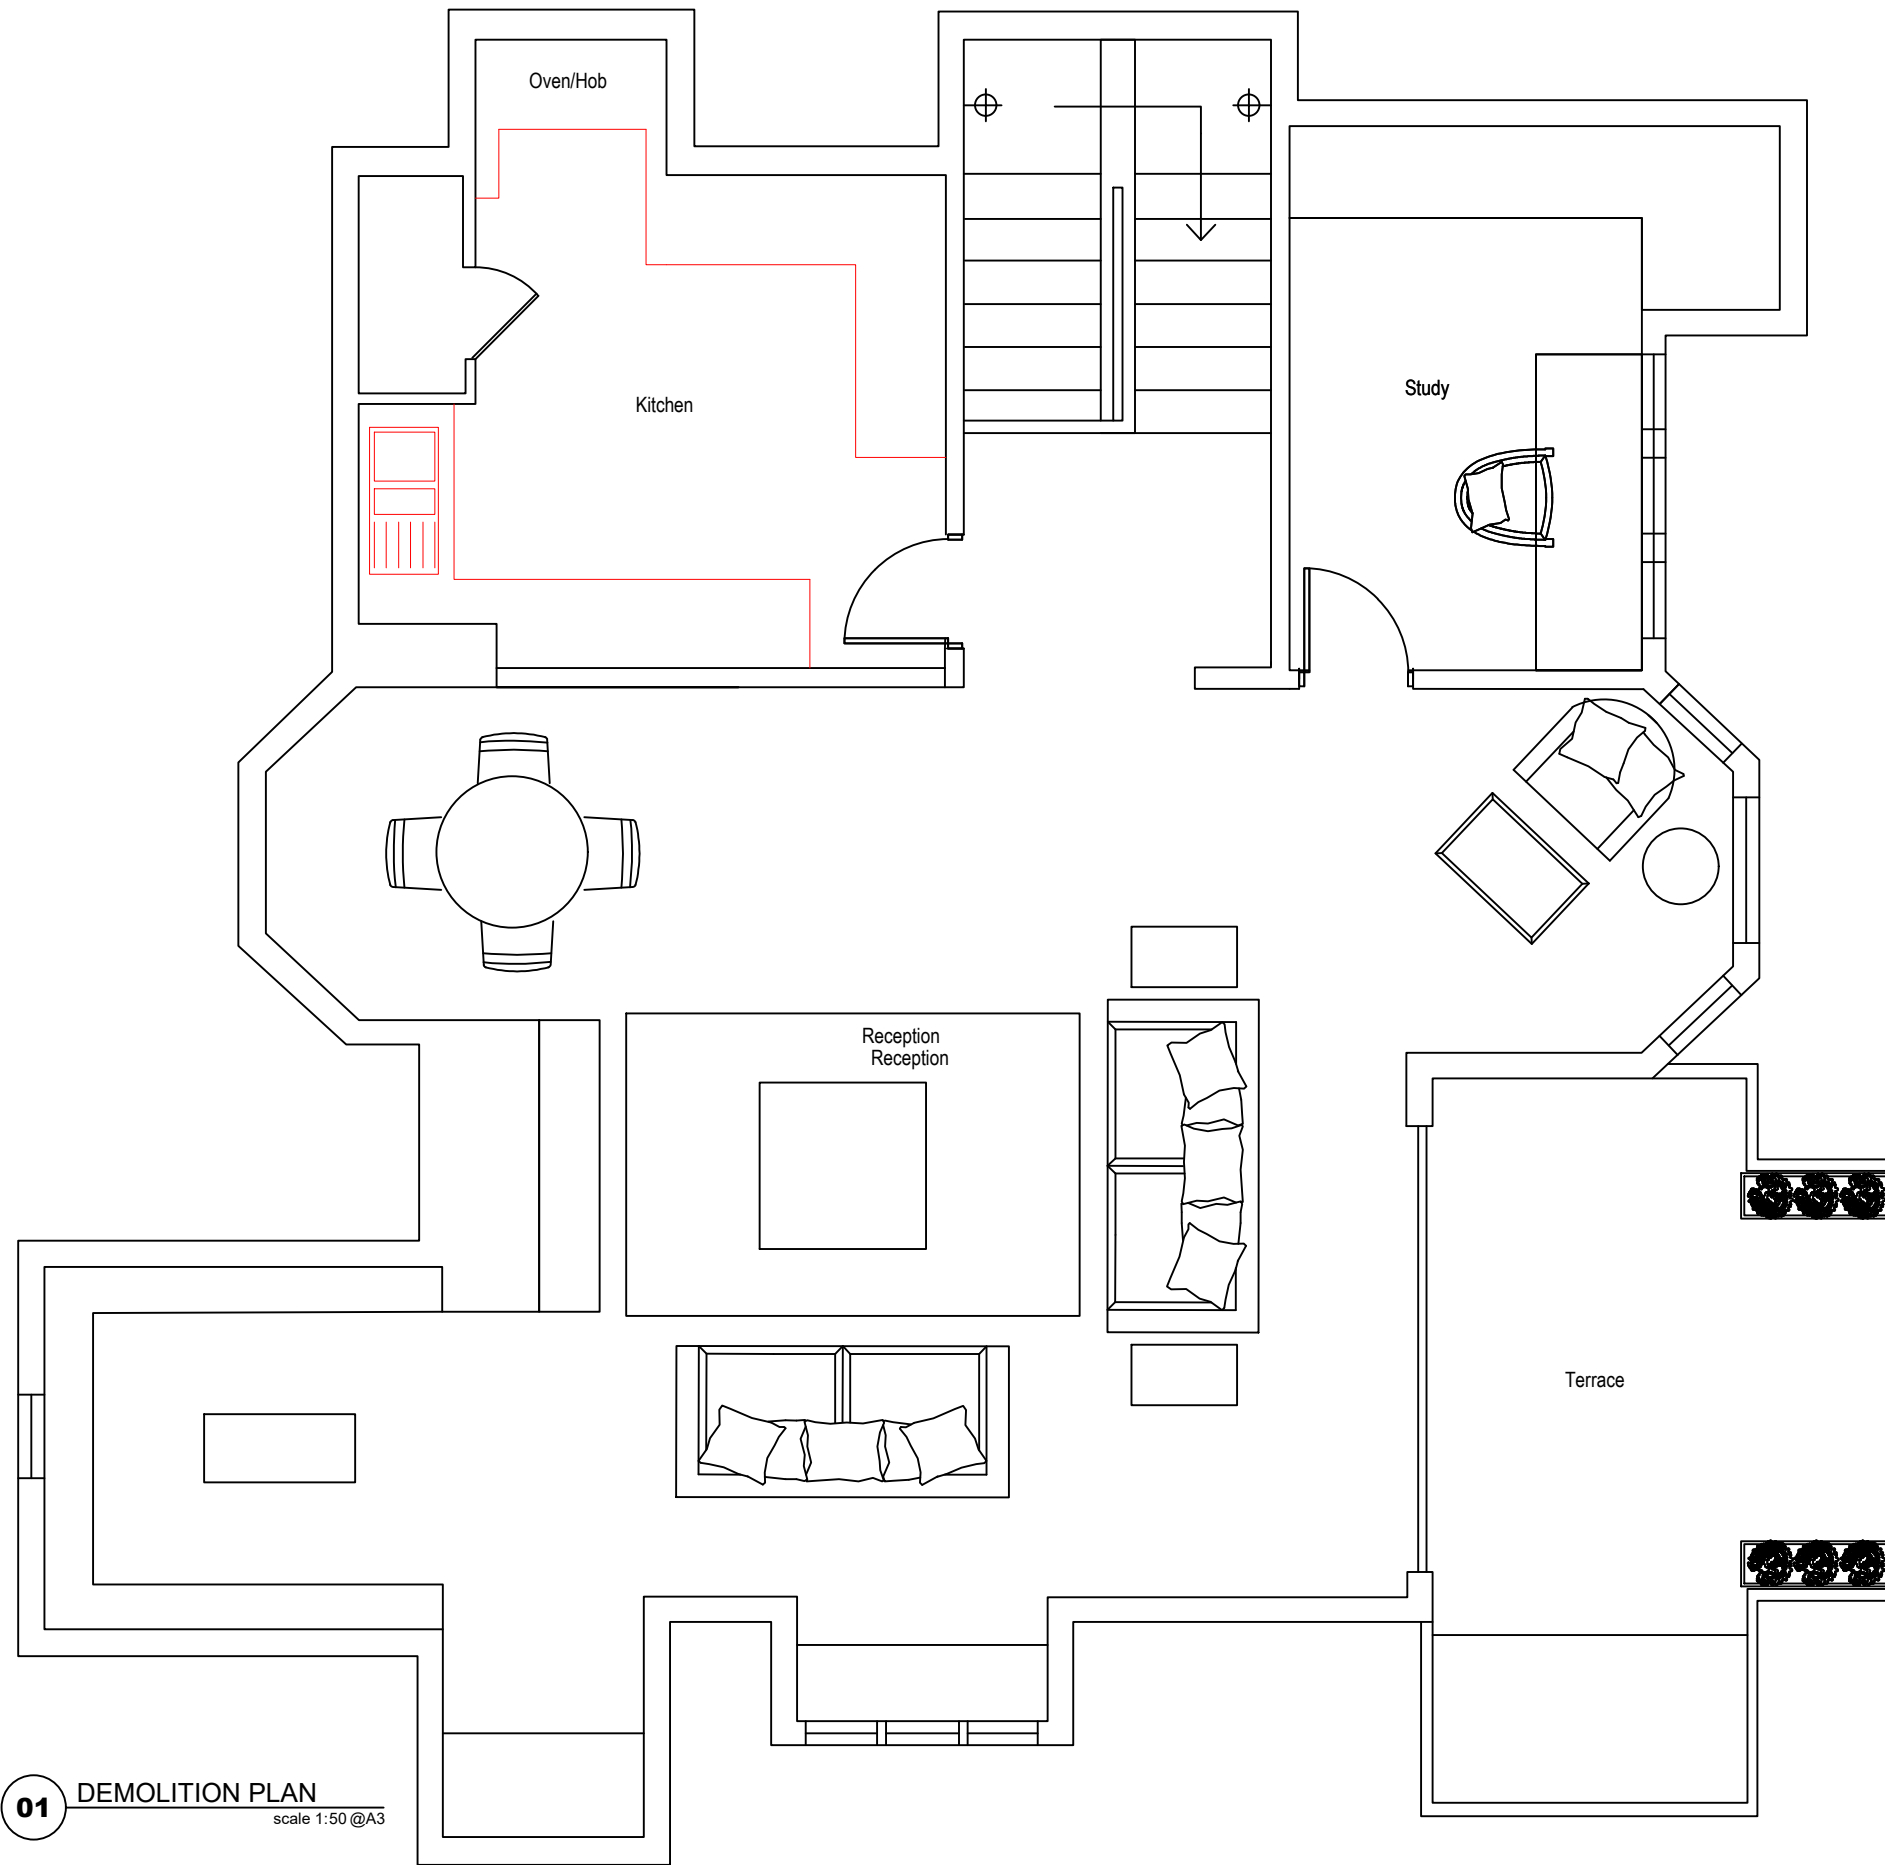 Oven/Hob
Kitchen
Study
Reception
Reception
Terrace
01
DEMOLITION PLAN
scale 1:50 @A3